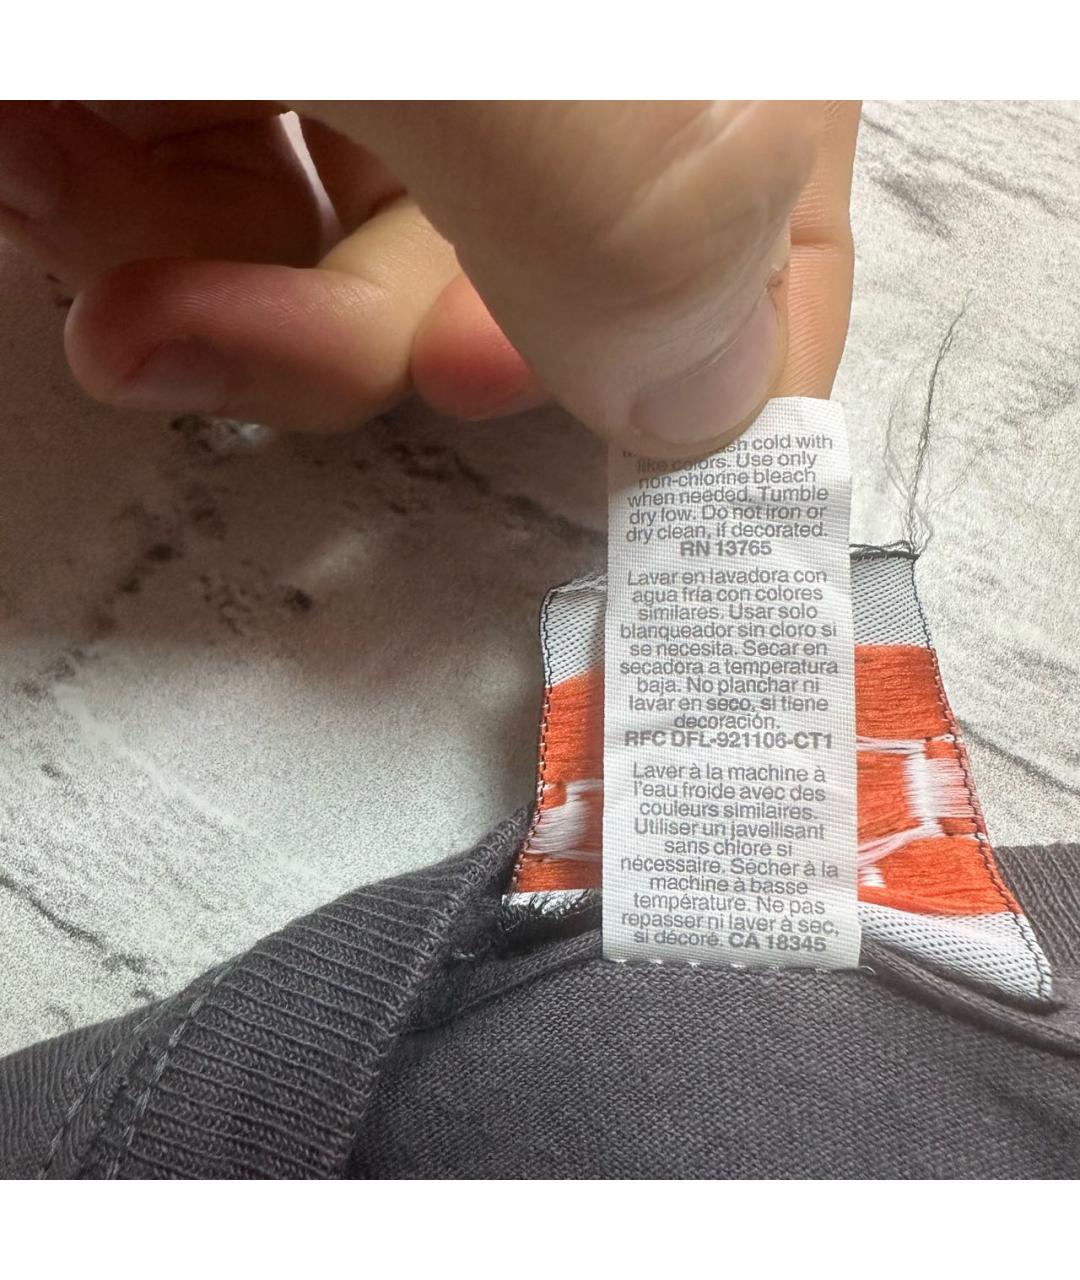 cold with
like colors. Use only
non-chlorine bleach
when needed. Tumble
dry low. Do not iron or
dry clean, if decorated.
RN 13765
Lavar en lavadora con
agua fría con colores
similares. Usar solo
blanqueador sin cloro si
se necesita. Secar en
secadora a temperatura
baja. No planchar ni
lavar en seco, si tiene
decoración.
RFC DFL-921106-CT1
Laver à la machine à
l'eau froide avec des
couleurs similaires.
Utiliser un javellisant
sans chlore si
nécessaire. Sécher à la
machine à basse
température. Ne pas
repasser ni laver à sec,
si décoré. CA 18345